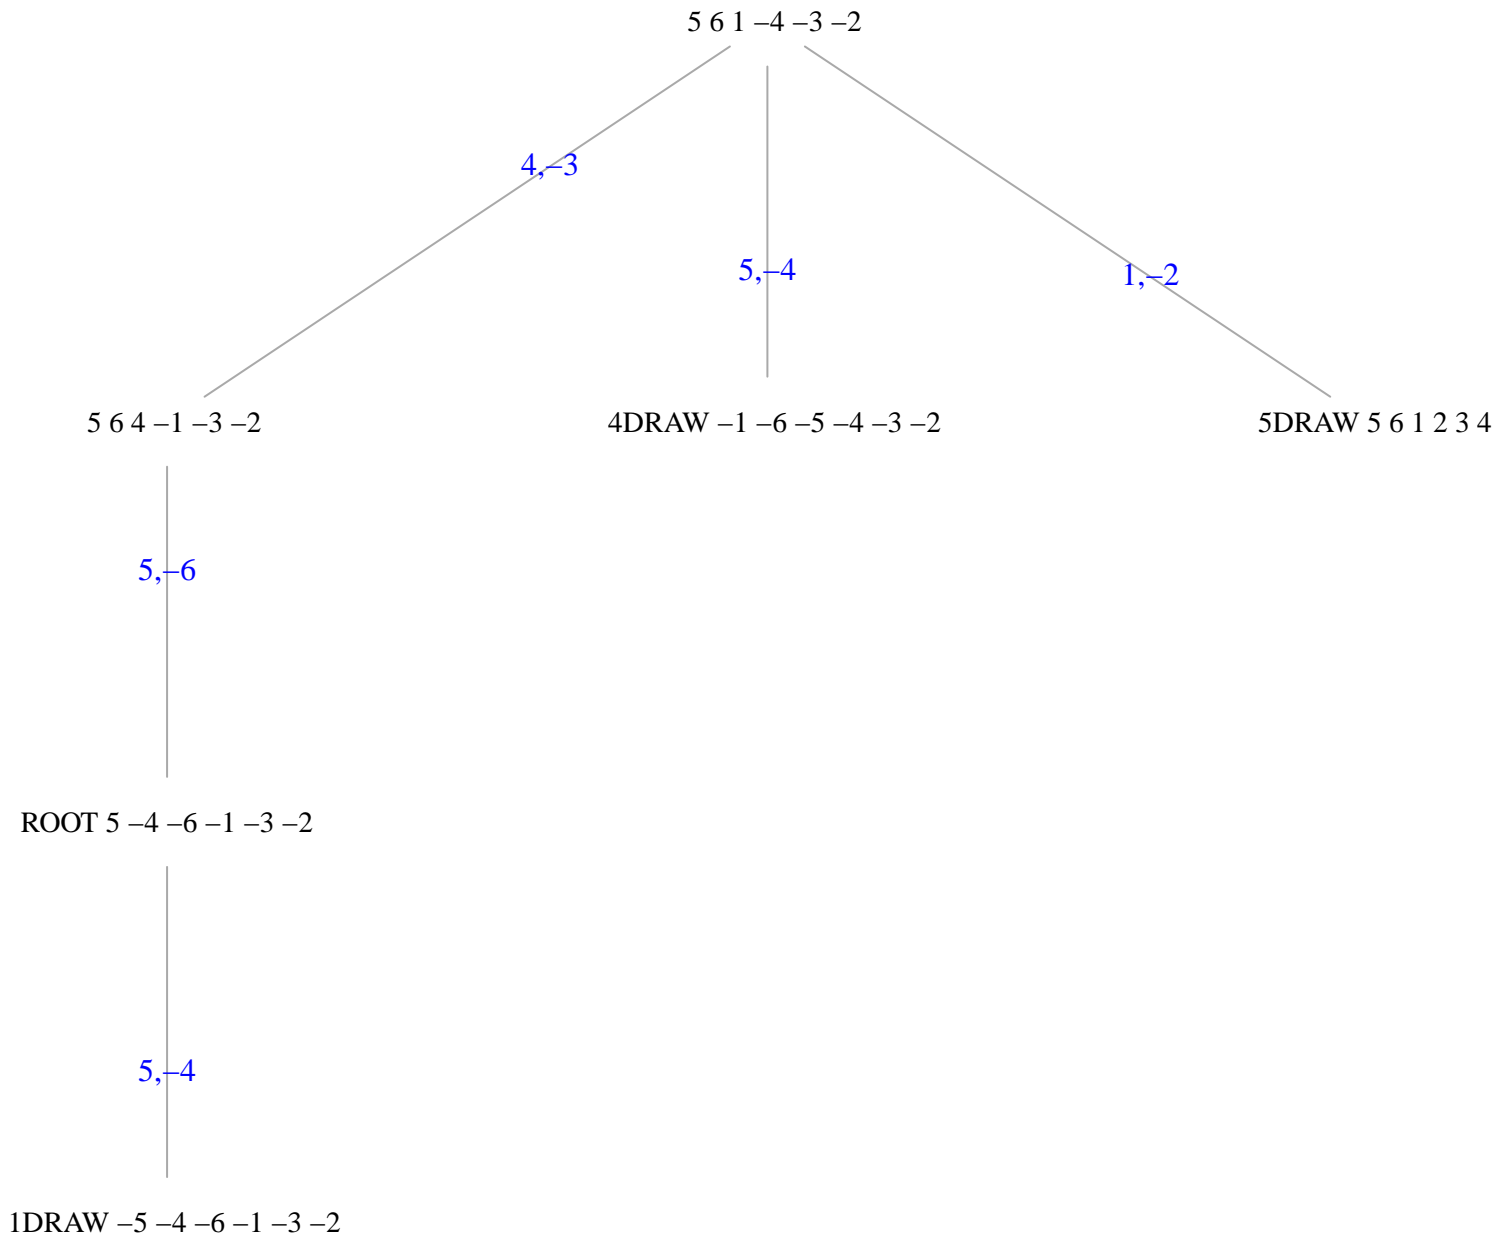 5 6 1 –4 –3 –2
4,–3
5,–4
1,–2
5 6 4 –1 –3 –2
4DRAW –1 –6 –5 –4 –3 –2
5DRAW 5 6 1 2 3 4
5,–6
ROOT 5 –4 –6 –1 –3 –2
5,–4
1DRAW –5 –4 –6 –1 –3 –2